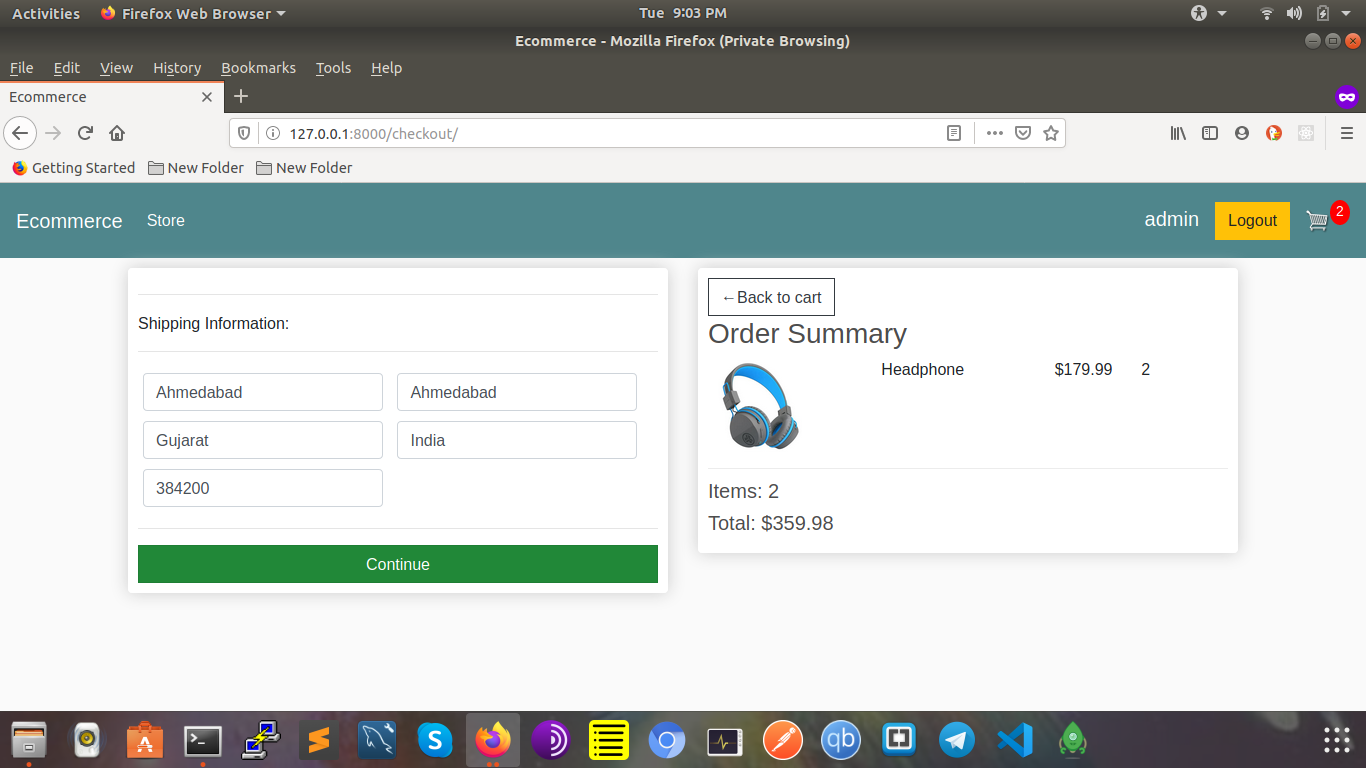 Activities Firefox Web Browser Tue 9:03 PM
Ecommerce - Mozilla Firefox (Private Browsing)
File Edit View History Bookmarks Tools Help
Ecommerce
127.0.0.1:8000/checkout/
Getting Started New Folder New Folder
Ecommerce Store admin Logout 2
Shipping Information:
Ahmedabad Ahmedabad
Gujarat India
384200
Continue
←Back to cart
Order Summary
Headphone $179.99 2
Items: 2
Total: $359.98
S qb